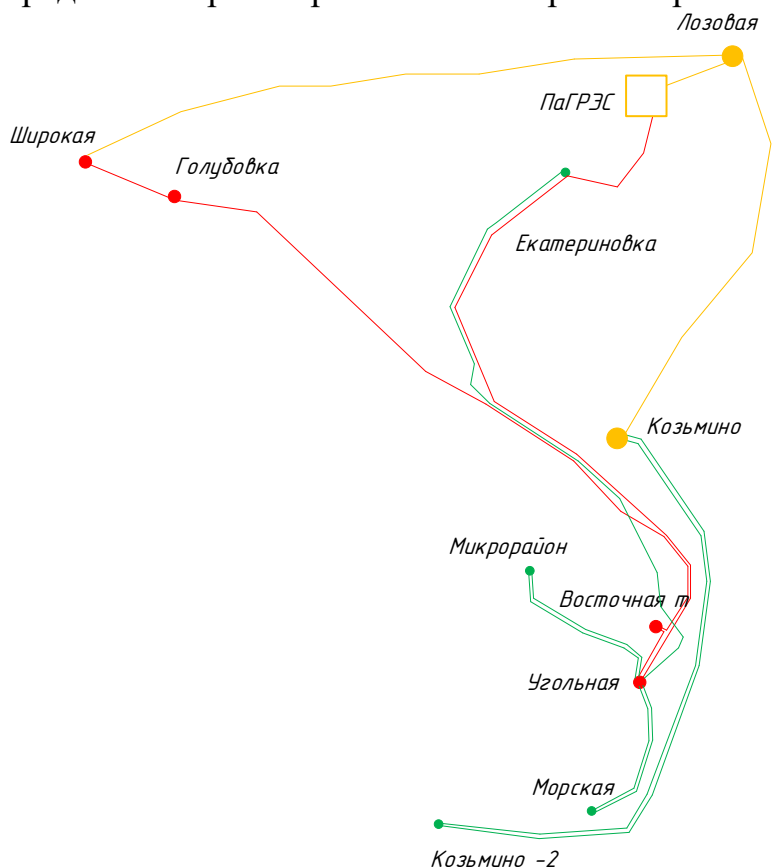 Лозовая
ПаГРЭС
Широкая
Голубовка
Екатериновка
Козьмино
Микрорайон
Восточная т
Угольная
Морская
Козьмино -2